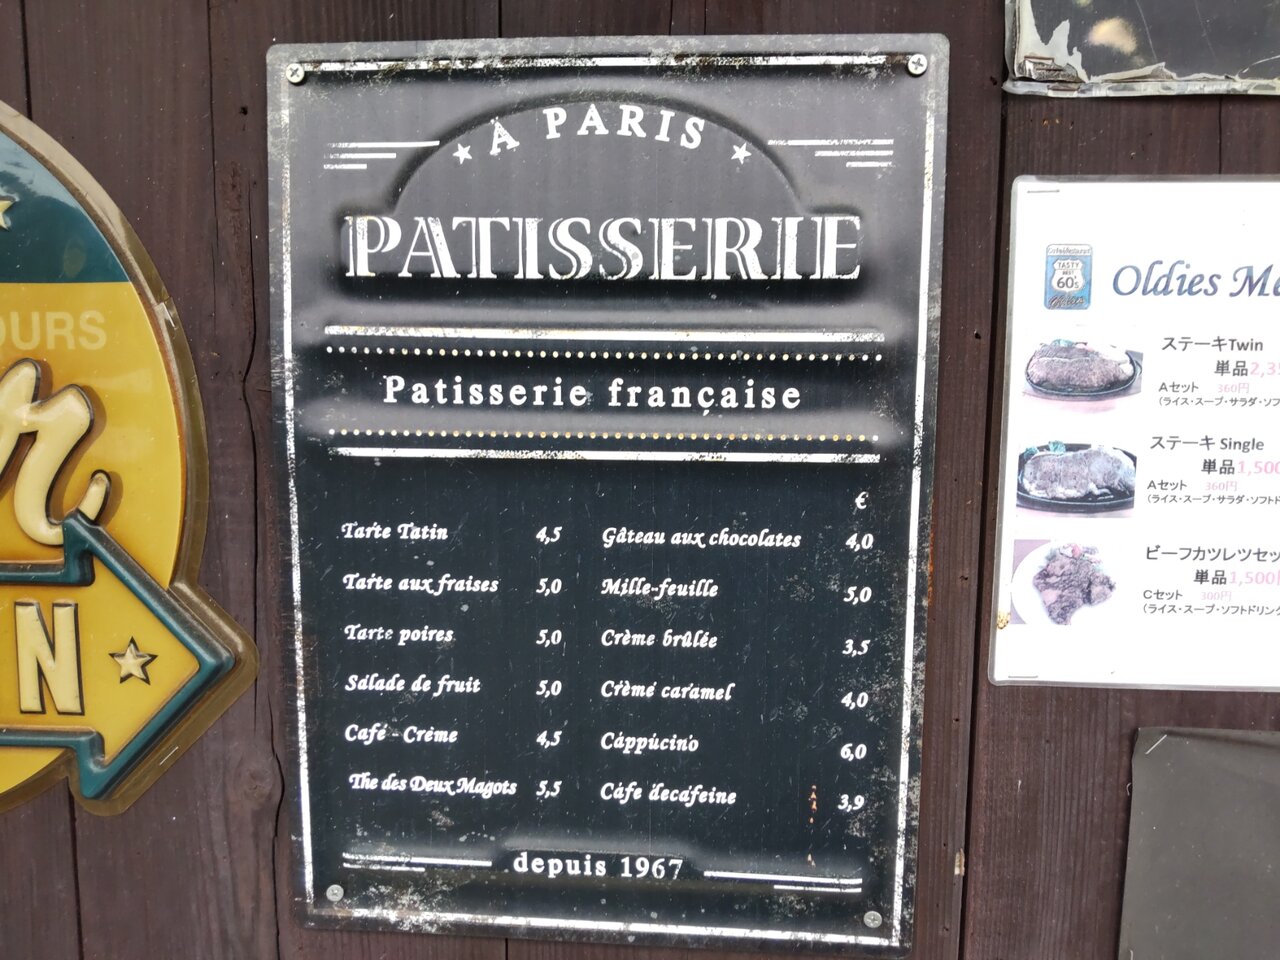 À PARIS
PATISSERIE
Patisserie française
€
Tarte Tatin 4,5
Tarte aux fraises 5,0
Tarte poires 5,0
Salade de fruit 5,0
Café - Créme 4,5
The des Deux Magots 5,5
Gâteau aux chocolates 4,0
Mille-feuille 5,0
Crème brûlée 3,5
Crème caramel 4,0
Cappucino 6,0
Cafe decafeine 3,9
depuis 1967
OURS
N
TASTY
BEST
60's
Oldies
Oldies Me
ステーキTwin
単品2,3
Aセット 360円
(ライス・スープ・サラダ・ソフ
ステーキ Single
単品1,500
Aセット 360円
(ライス・スープ・サラダ・ソフトド
ビーフカツレツセッ
単品1,500
Cセット 300円
(ライス・スープ・ソフトドリンク